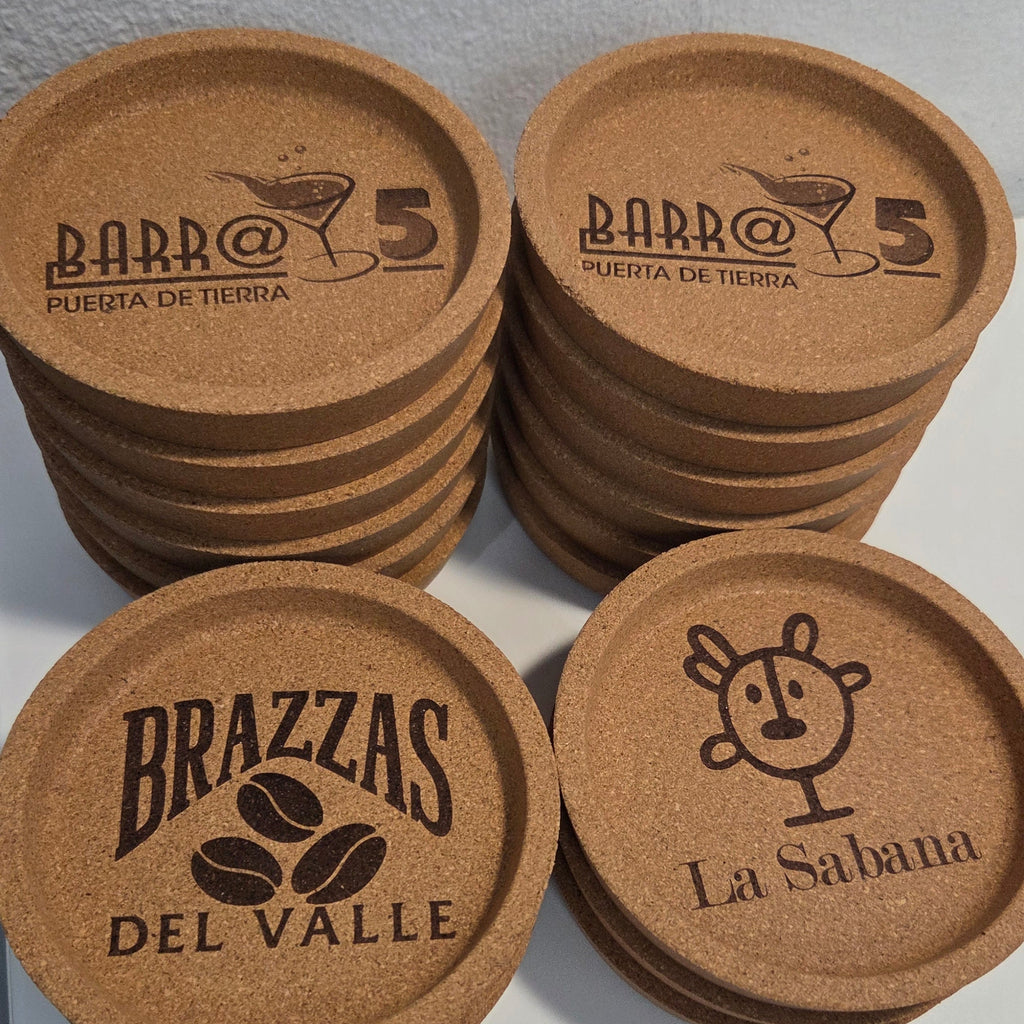 BARR@ 5
PUERTA DE TIERRA
BARR@ 5
PUERTA DE TIERRA
BRAZZAS
DEL VALLE
La Sabana